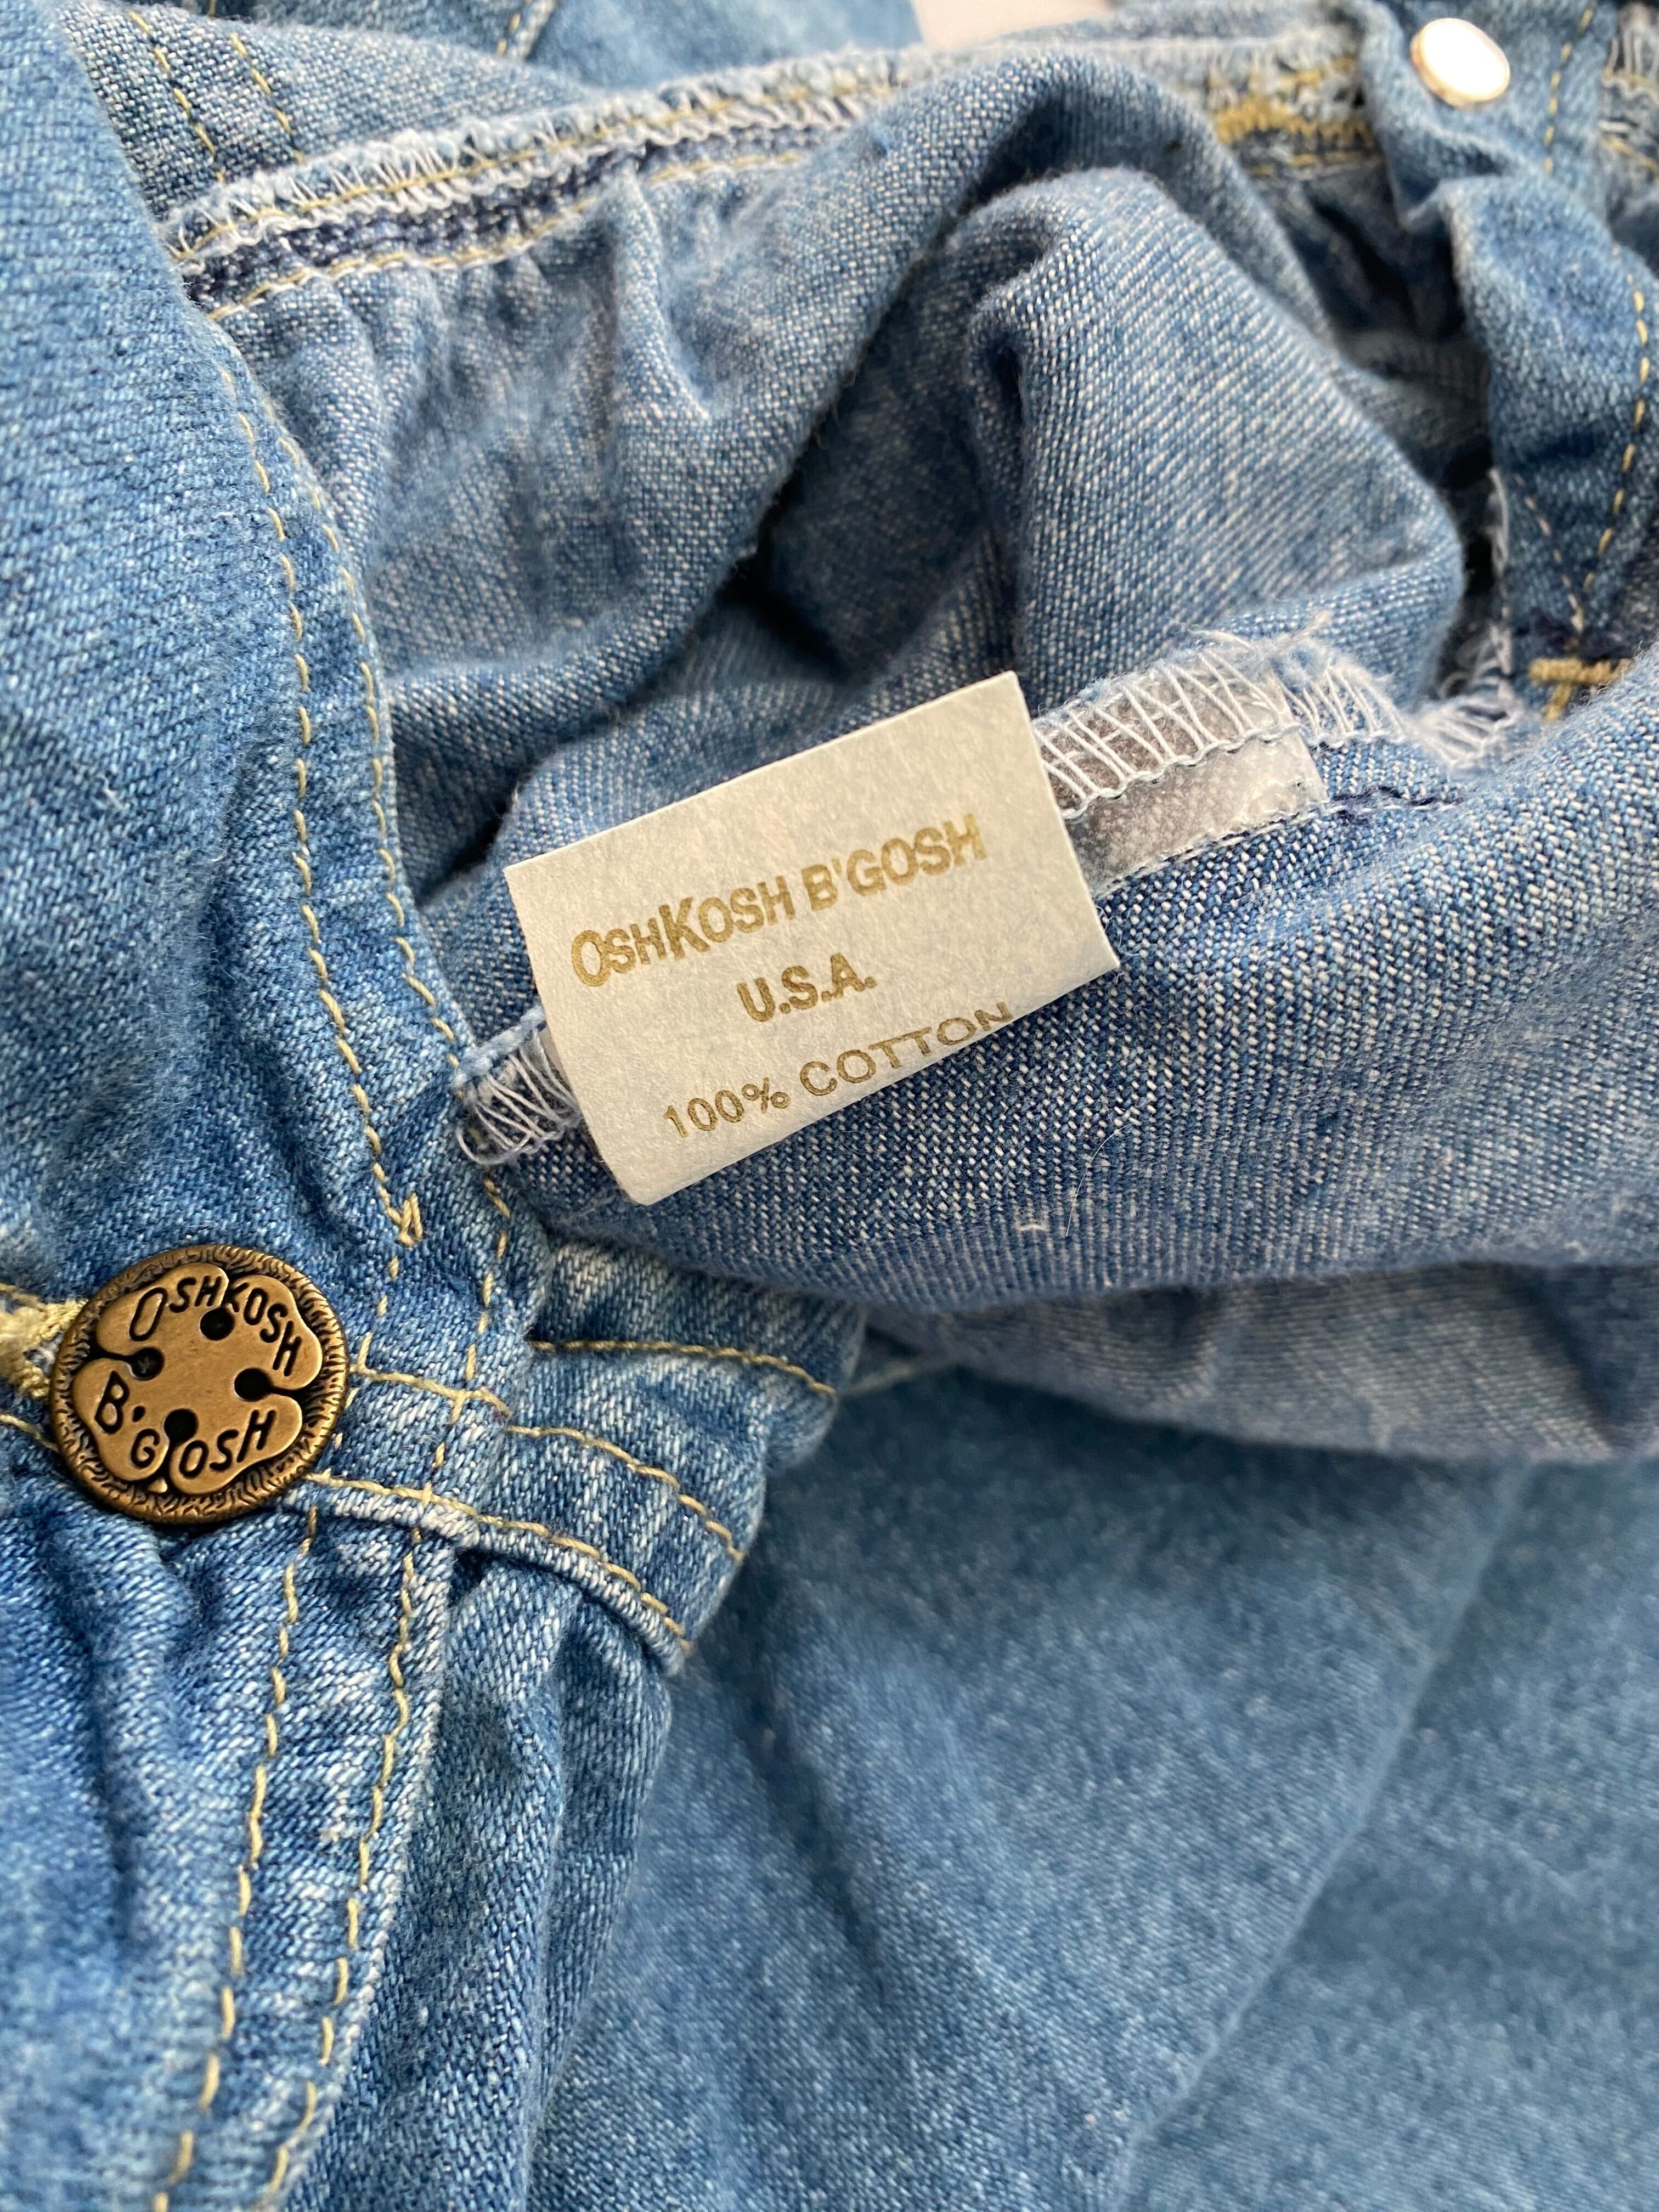 OSHKOSH B'GOSH
U.S.A.
100% COTTON
OSHKOSH
B'GOSH